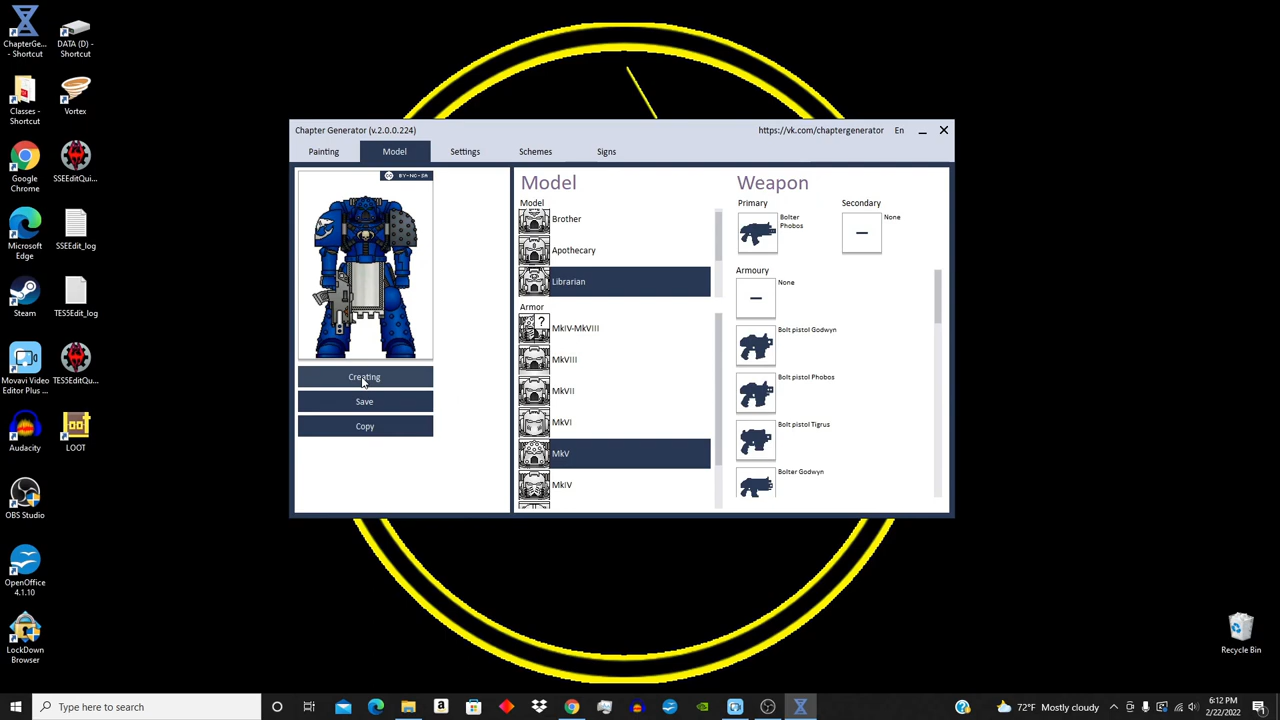 ChapterGe...
- Shortcut
DATA (D) -
Shortcut
Classes -
Shortcut
Vortex
Google
Chrome
SSEEditQui...
Microsoft
Edge
SSEEdit_log
Steam
TES5Edit_log
Movavi Video
Editor Plus ...
TES5EditQu...
Audacity
LOOT
OBS Studio
OpenOffice
4.1.10
LockDown
Browser
Chapter Generator (v.2.0.0.224)
https://vk.com/chaptergenerator
En
Painting
Model
Settings
Schemes
Signs
BY-NC-SA
Creating
Save
Copy
Model
Model
Brother
Apothecary
Librarian
Armor
MkIV-MkVIII
MkVIII
MkVII
MkVI
MkV
MkIV
Weapon
Primary
Secondary
Bolter
Phobos
None
Armoury
None
Bolt pistol Godwyn
Bolt pistol Phobos
Bolt pistol Tigrus
Bolter Godwyn
Recycle Bin
Type here to search
72°F Mostly cloudy
6:12 PM
2/22/2022